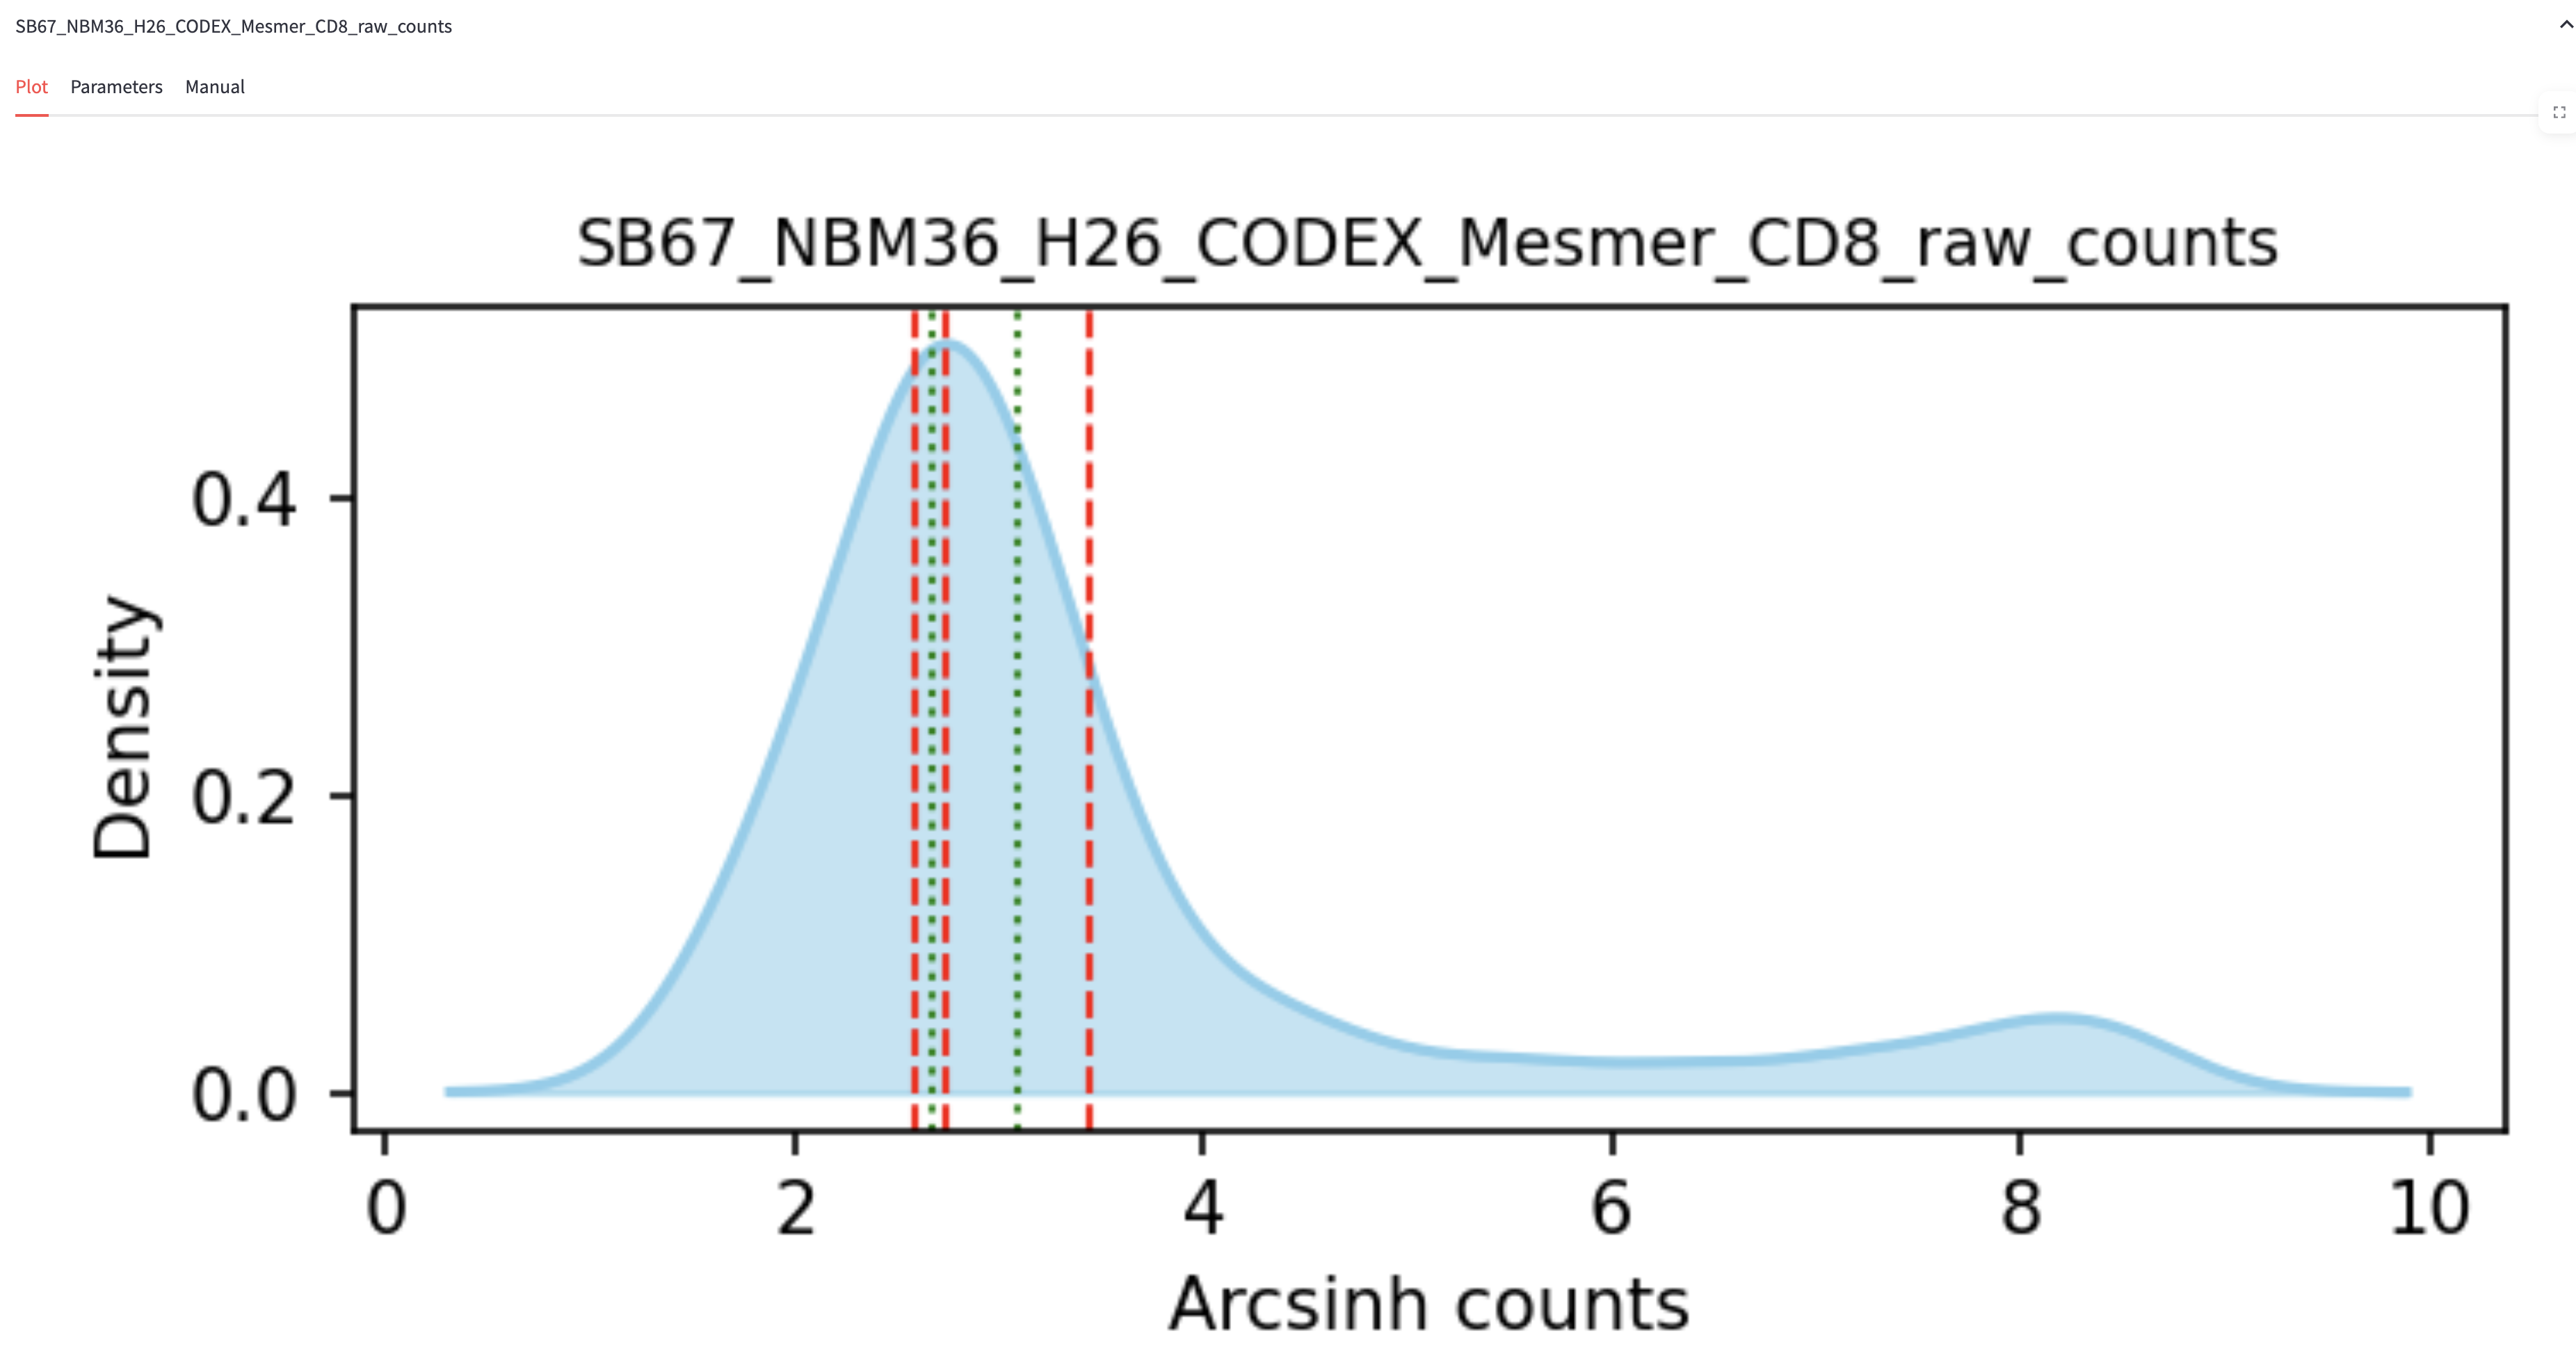 SB67_NBM36_H26_CODEX_Mesmer_CD8_raw_counts
Plot Parameters Manual
SB67_NBM36_H26_CODEX_Mesmer_CD8_raw_counts
0.4
0.2
0.0
Density
0 2 4 6 8 10
Arcsinh counts